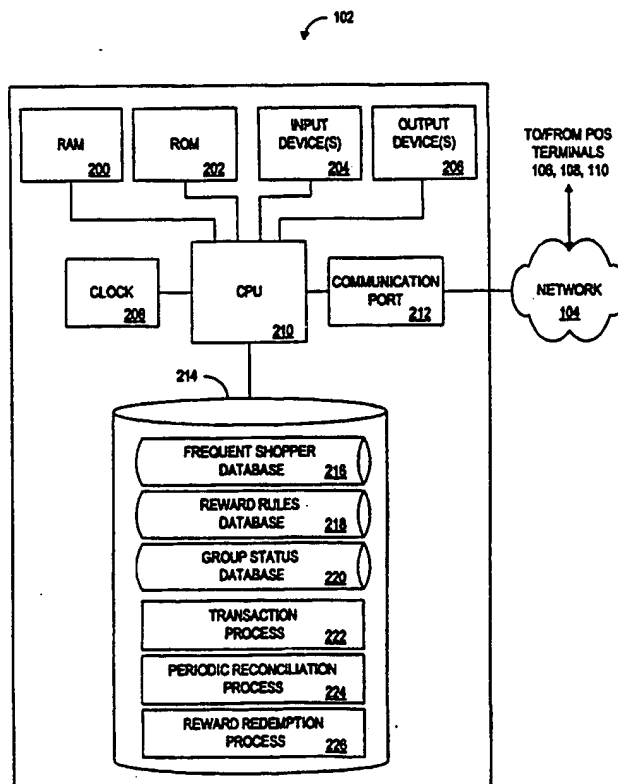 102
RAM
200
ROM
202
INPUT
DEVICE(S)
204
OUTPUT
DEVICE(S)
206
TO/FROM POS
TERMINALS
106, 108, 110
CLOCK
208
CPU
210
COMMUNICATION
PORT
212
NETWORK
104
214
FREQUENT SHOPPER
DATABASE
216
REWARD RULES
DATABASE
218
GROUP STATUS
DATABASE
220
TRANSACTION
PROCESS
222
PERIODIC RECONCILIATION
PROCESS
224
REWARD REDEMPTION
PROCESS
226